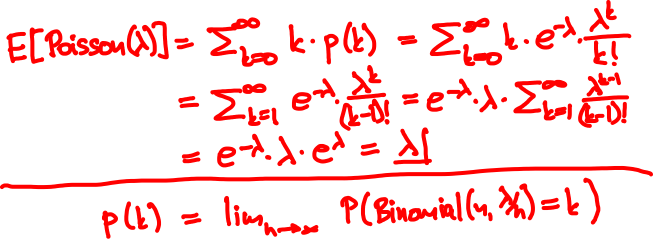 E[Poisson(λ)] = ∑_{k=0}^{∞} k · p(k) = ∑_{k=0}^{∞} k · e^{-λ} · λ^k / k!
= ∑_{k=1}^{∞} e^{-λ} · λ^k / (k-1)! = e^{-λ} · λ · ∑_{k=1}^{∞} λ^{k-1} / (k-1)!
= e^{-λ} · λ · e^{λ} = λ
p(k) = lim_{n→∞} P(Binomial(n, λ/n) = k)